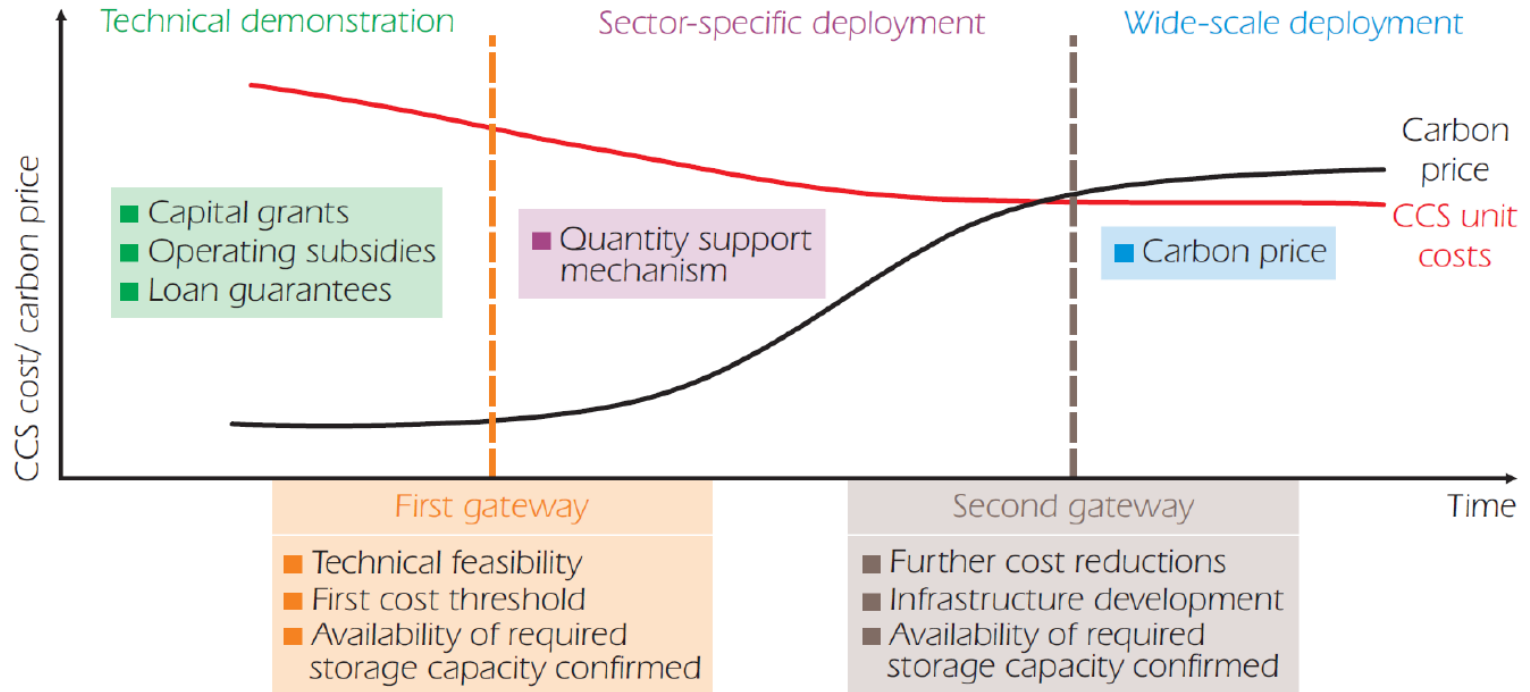 Technical demonstration
Sector-specific deployment
Wide-scale deployment
CCS cost/ carbon price
Capital grants
Operating subsidies
Loan guarantees
Quantity support
mechanism
Carbon price
Carbon
price
CCS unit
costs
Time
First gateway
Technical feasibility
First cost threshold
Availability of required
storage capacity confirmed
Second gateway
Further cost reductions
Infrastructure development
Availability of required
storage capacity confirmed